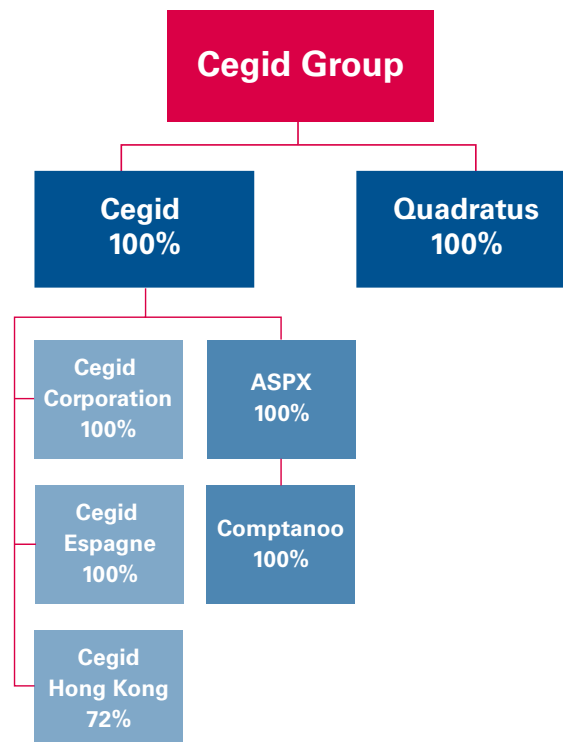 Cegid Group
Cegid
100%
Quadratus
100%
Cegid
Corporation
100%
ASPX
100%
Cegid
Espagne
100%
Comptanoo
100%
Cegid
Hong Kong
72%